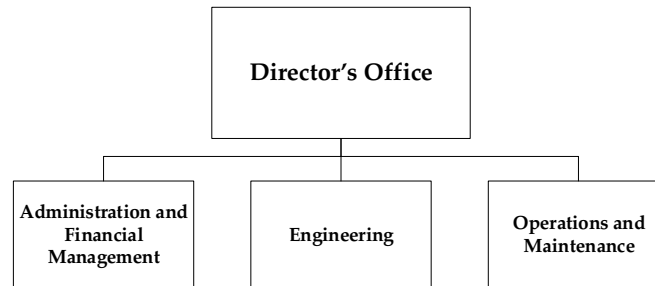 Director’s Office
Administration and
Financial
Management
Engineering
Operations and
Maintenance